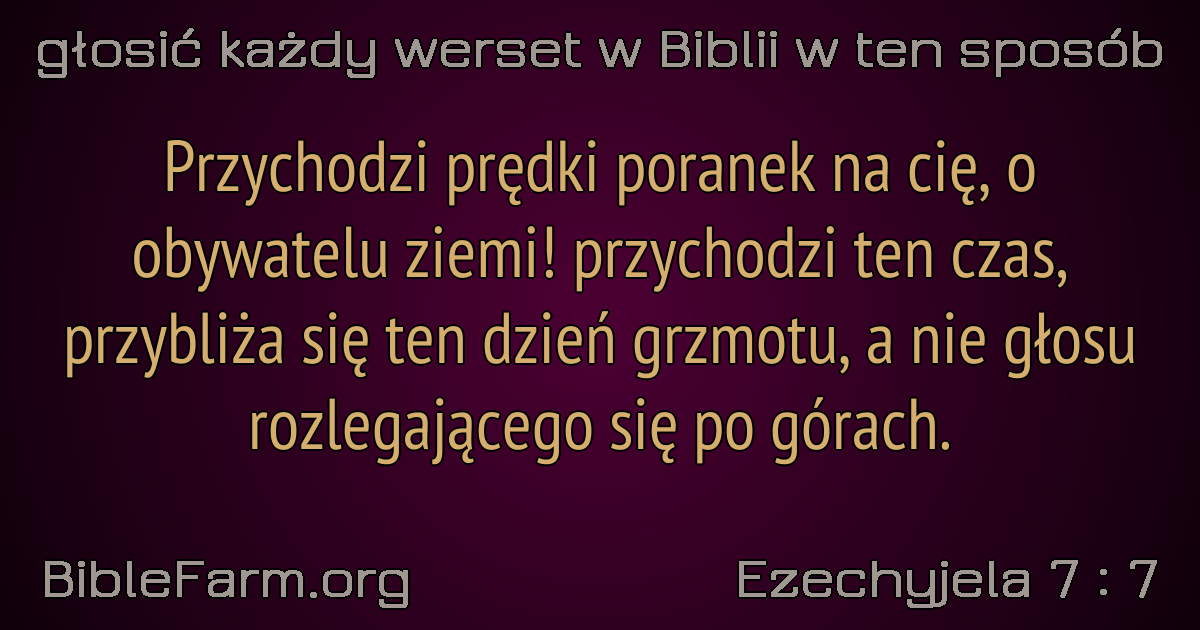 głosić każdy werset w Biblii w ten sposób
Przychodzi prędki poranek na cię, o
obywatelu ziemi! przychodzi ten czas,
przybliża się ten dzień grzmotu, a nie głosu
rozlegającego się po górach.
BibleFarm.org
Ezechyjela 7 : 7